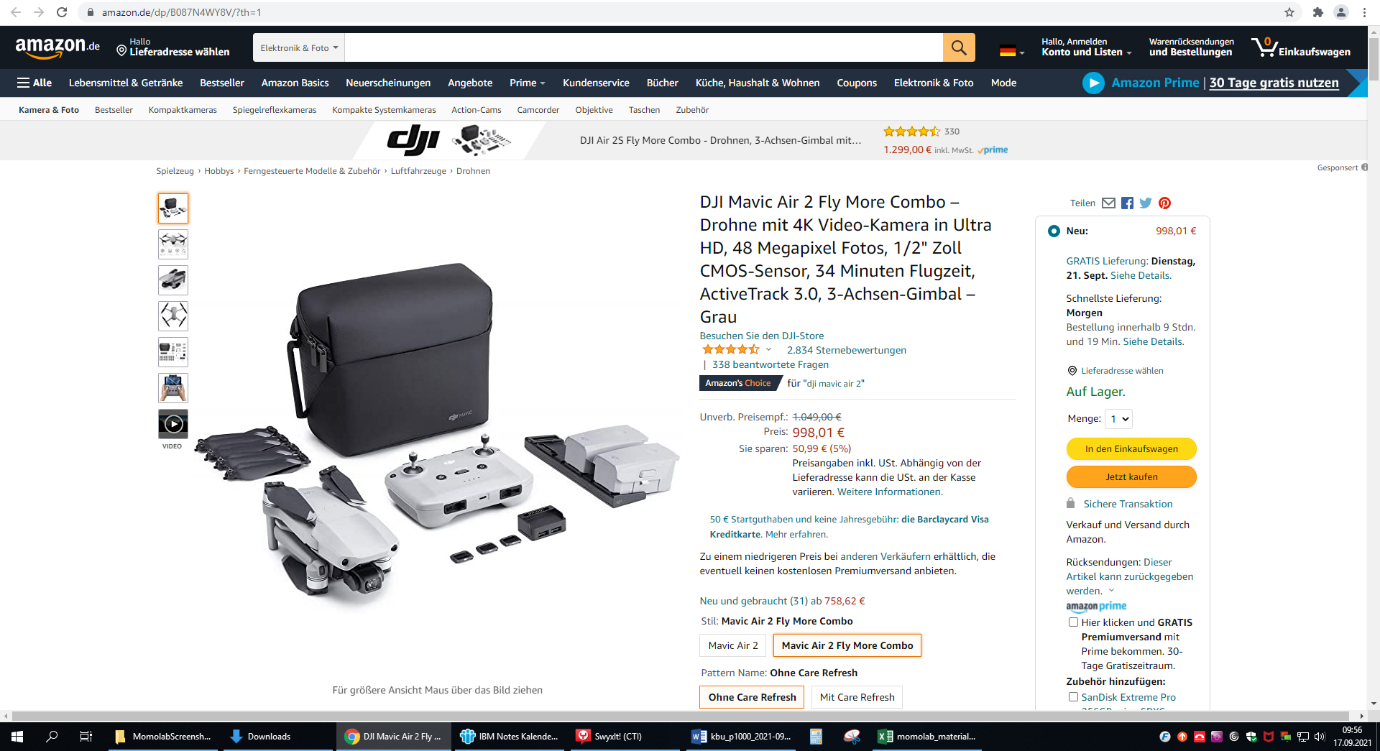 amazon.de/dp/B087N4WY8V/?th=1
amazon.de
Hallo
Lieferadresse wählen
Elektronik & Foto
Hallo, Anmelden
Konto und Listen
Warenrücksendungen
und Bestellungen
0
Einkaufswagen
Alle
Lebensmittel & Getränke
Bestseller
Amazon Basics
Neuerscheinungen
Angebote
Prime
Kundenservice
Bücher
Küche, Haushalt & Wohnen
Coupons
Elektronik & Foto
Mode
Amazon Prime | 30 Tage gratis nutzen
Kamera & Foto
Bestseller
Kompaktkameras
Spiegelreflexkameras
Kompakte Systemkameras
Action-Cams
Camcorder
Objektive
Taschen
Zubehör
dji
DJI Air 2S Fly More Combo - Drohnen, 3-Achsen-Gimbal mit…
330
1.299,00 € inkl. MwSt. prime
Gesponsert
Spielzeug › Hobbys › Ferngesteuerte Modelle & Zubehör › Luftfahrzeuge › Drohnen
VIDEO
Für größere Ansicht Maus über das Bild ziehen
DJI Mavic Air 2 Fly More Combo –
Drohne mit 4K Video-Kamera in Ultra
HD, 48 Megapixel Fotos, 1/2" Zoll
CMOS-Sensor, 34 Minuten Flugzeit,
ActiveTrack 3.0, 3-Achsen-Gimbal –
Grau
Besuchen Sie den DJI-Store
2.834 Sternebewertungen
| 338 beantwortete Fragen
Amazon's Choice für "dji mavic air 2"
Unverb. Preisempf.: 1.049,00 €
Preis: 998,01 €
Sie sparen: 50,99 € (5%)
Preisangaben inkl. USt. Abhängig von der
Lieferadresse kann die USt. an der Kasse
variieren. Weitere Informationen.
50 € Startguthaben und keine Jahresgebühr: die Barclaycard Visa
Kreditkarte. Mehr erfahren.
Zu einem niedrigeren Preis bei anderen Verkäufern erhältlich, die
eventuell keinen kostenlosen Premiumversand anbieten.
Neu und gebraucht (31) ab 758,62 €
Stil: Mavic Air 2 Fly More Combo
Mavic Air 2
Mavic Air 2 Fly More Combo
Pattern Name: Ohne Care Refresh
Ohne Care Refresh
Mit Care Refresh
Teilen
Neu: 998,01 €
GRATIS Lieferung: Dienstag,
21. Sept. Siehe Details.
Schnellste Lieferung:
Morgen
Bestellung innerhalb 9 Stdn.
und 19 Min. Siehe Details.
Lieferadresse wählen
Auf Lager.
Menge: 1
In den Einkaufswagen
Jetzt kaufen
Sichere Transaktion
Verkauf und Versand durch
Amazon.
Rücksendungen: Dieser
Artikel kann zurückgegeben
werden.
amazon prime
Hier klicken und GRATIS
Premiumversand mit
Prime bekommen. 30-
Tage Gratiszeitraum.
Zubehör hinzufügen:
SanDisk Extreme Pro
MomolabScreensh...
Downloads
DJI Mavic Air 2 Fly ...
IBM Notes Kalende...
SwyxIt! (CTI)
kbu_p1000_2021-09...
momolab_material...
09:56
17.09.2021